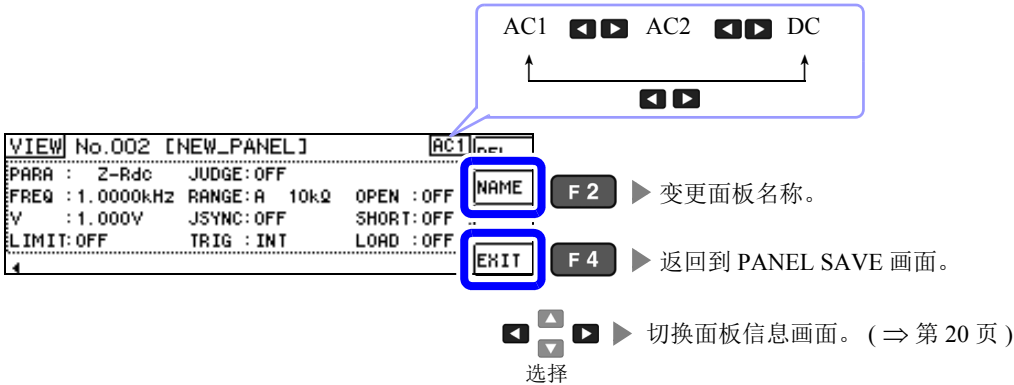 AC1 AC2 DC
VIEW No.002 [NEW_PANEL] AC1
PARA : Z-Rdc JUDGE:OFF
FREQ :1.0000kHz RANGE:A 10kΩ OPEN :OFF
V :1.000V JSYNC:OFF SHORT:OFF
LIMIT:OFF TRIG :INT LOAD :OFF
NAME F 2 变更面板名称。
EXIT F 4 返回到 PANEL SAVE 画面。
切换面板信息画面。 ( ⇒ 第 20 页 )
选择